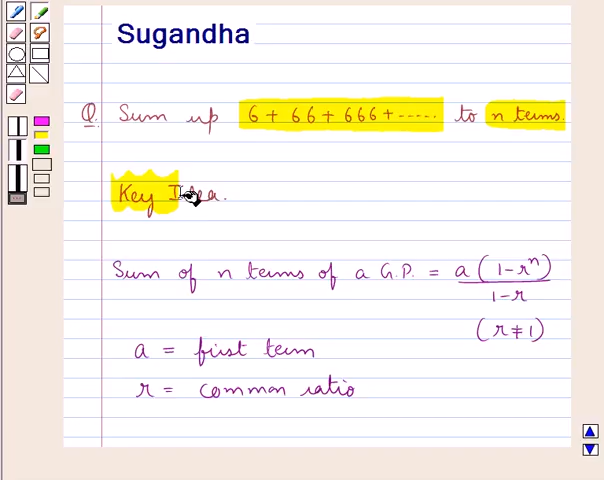 Sugandha
Q. Sum up 6 + 66 + 666 + ..... to n terms.
Key Idea.
Sum of n terms of a G.P. = a(1-rⁿ)/1-r
(r≠1)
a = first term
r = common ratio